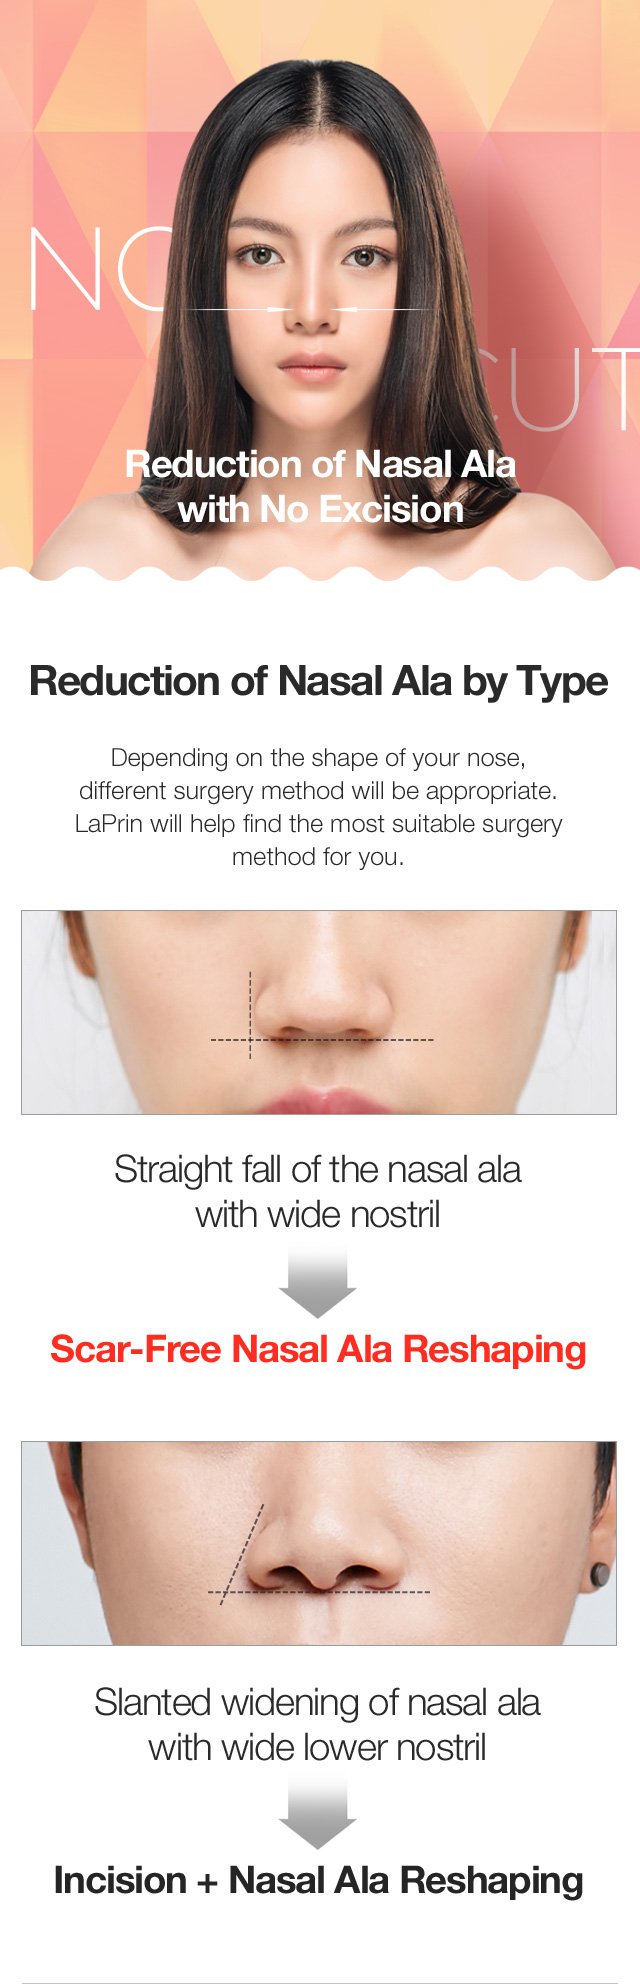 NO
CUT
Reduction of Nasal Ala
with No Excision
Reduction of Nasal Ala by Type
Depending on the shape of your nose,
different surgery method will be appropriate.
LaPrin will help find the most suitable surgery
method for you.
Straight fall of the nasal ala
with wide nostril
Scar-Free Nasal Ala Reshaping
Slanted widening of nasal ala
with wide lower nostril
Incision + Nasal Ala Reshaping